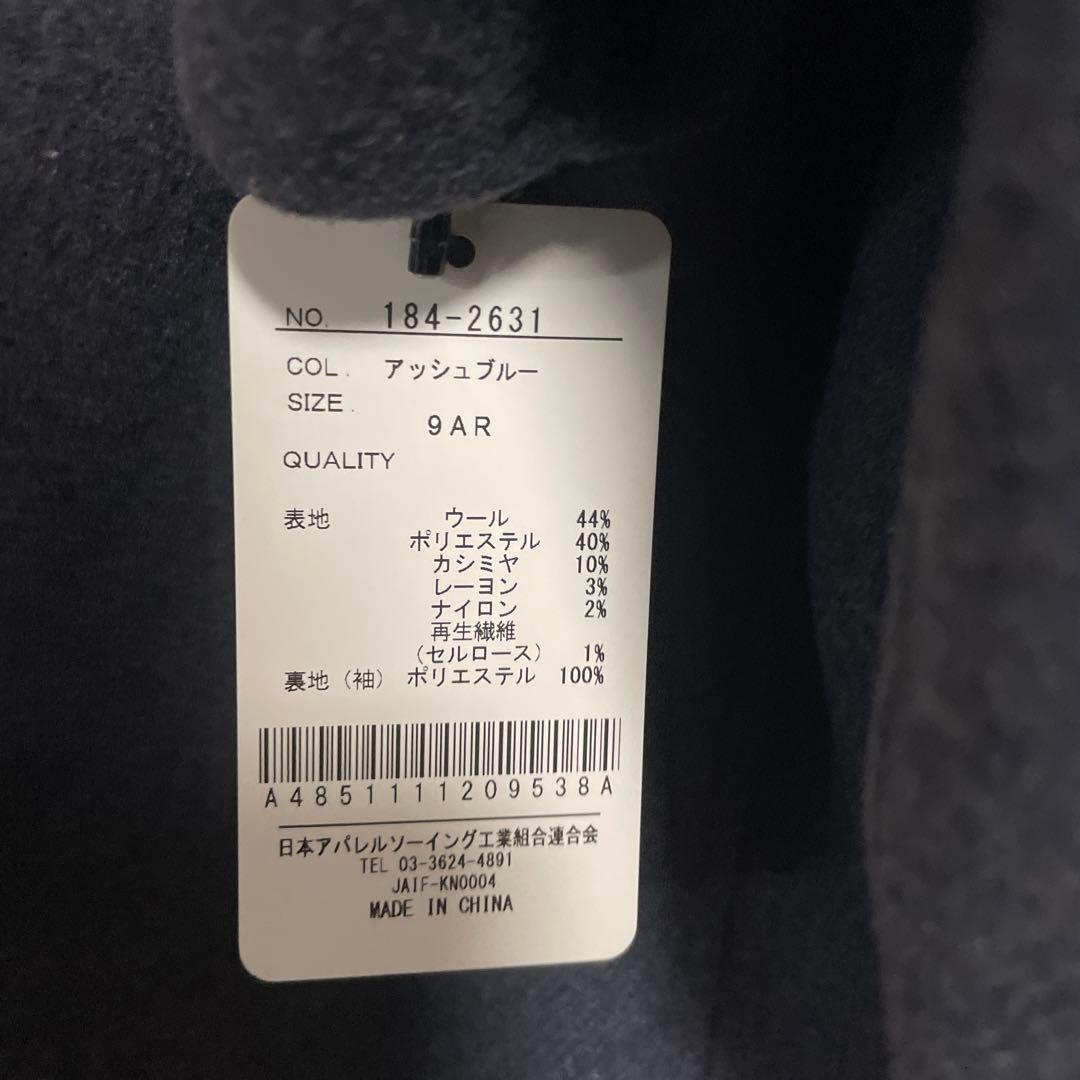 NO. 184-2631
COL. アッシュブルー
SIZE.
9AR
QUALITY
表地 ウール 44%
ポリエステル 40%
カシミヤ 10%
レーヨン 3%
ナイロン 2%
再生繊維
(セルロース) 1%
裏地(袖) ポリエステル 100%
A4851111209538A
日本アパレルソーイング工業組合連合会
TEL 03-3624-4891
JAIF-KN0004
MADE IN CHINA